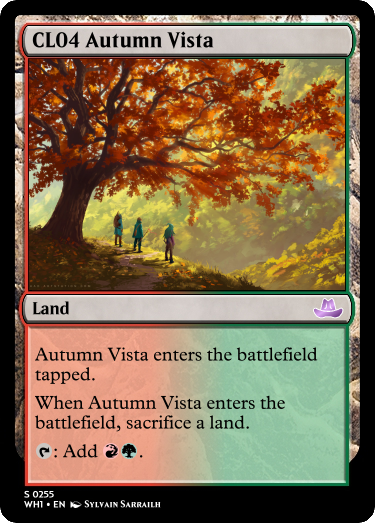 CL04 Autumn Vista
Land
Autumn Vista enters the battlefield
tapped.
When Autumn Vista enters the
battlefield, sacrifice a land.
: Add .
S 0255
WH1 • EN Sylvain Sarrailh